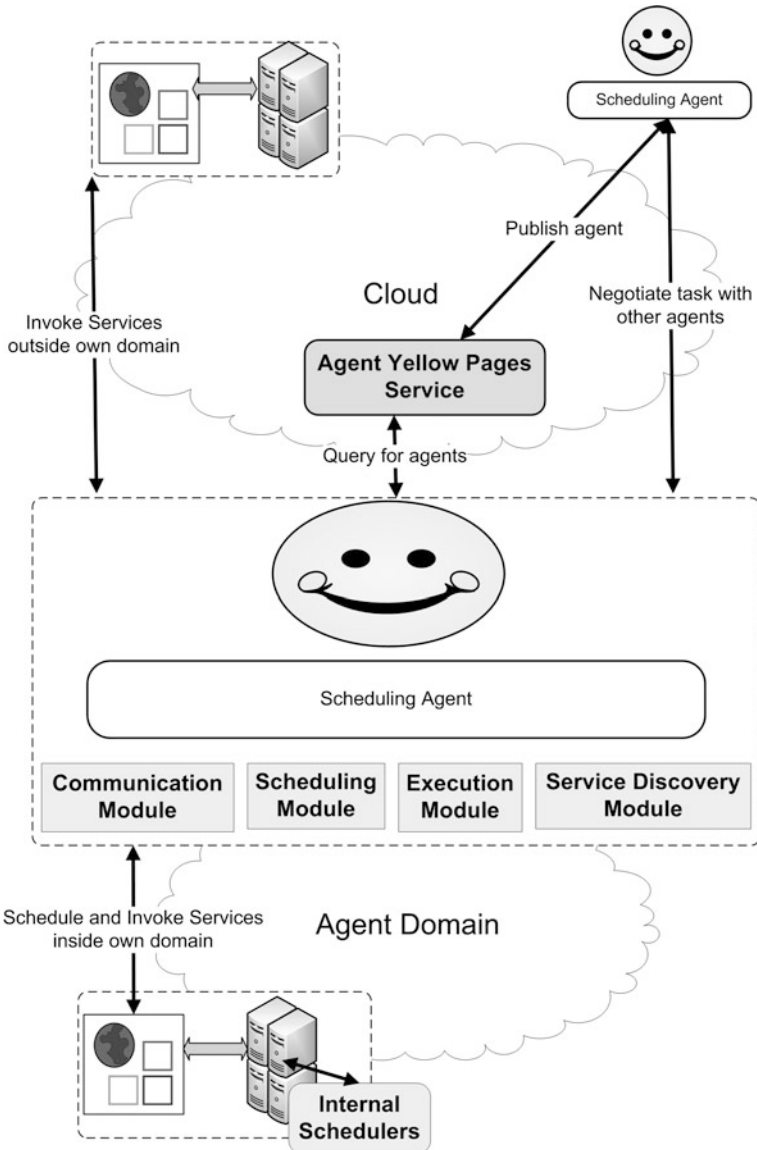 Scheduling Agent
Publish agent
Cloud
Negotiate task with
other agents
Invoke Services
outside own domain
Agent Yellow Pages
Service
Query for agents
Scheduling Agent
Communication
Module
Scheduling
Module
Execution
Module
Service Discovery
Module
Schedule and Invoke Services
inside own domain
Agent Domain
Internal
Schedulers